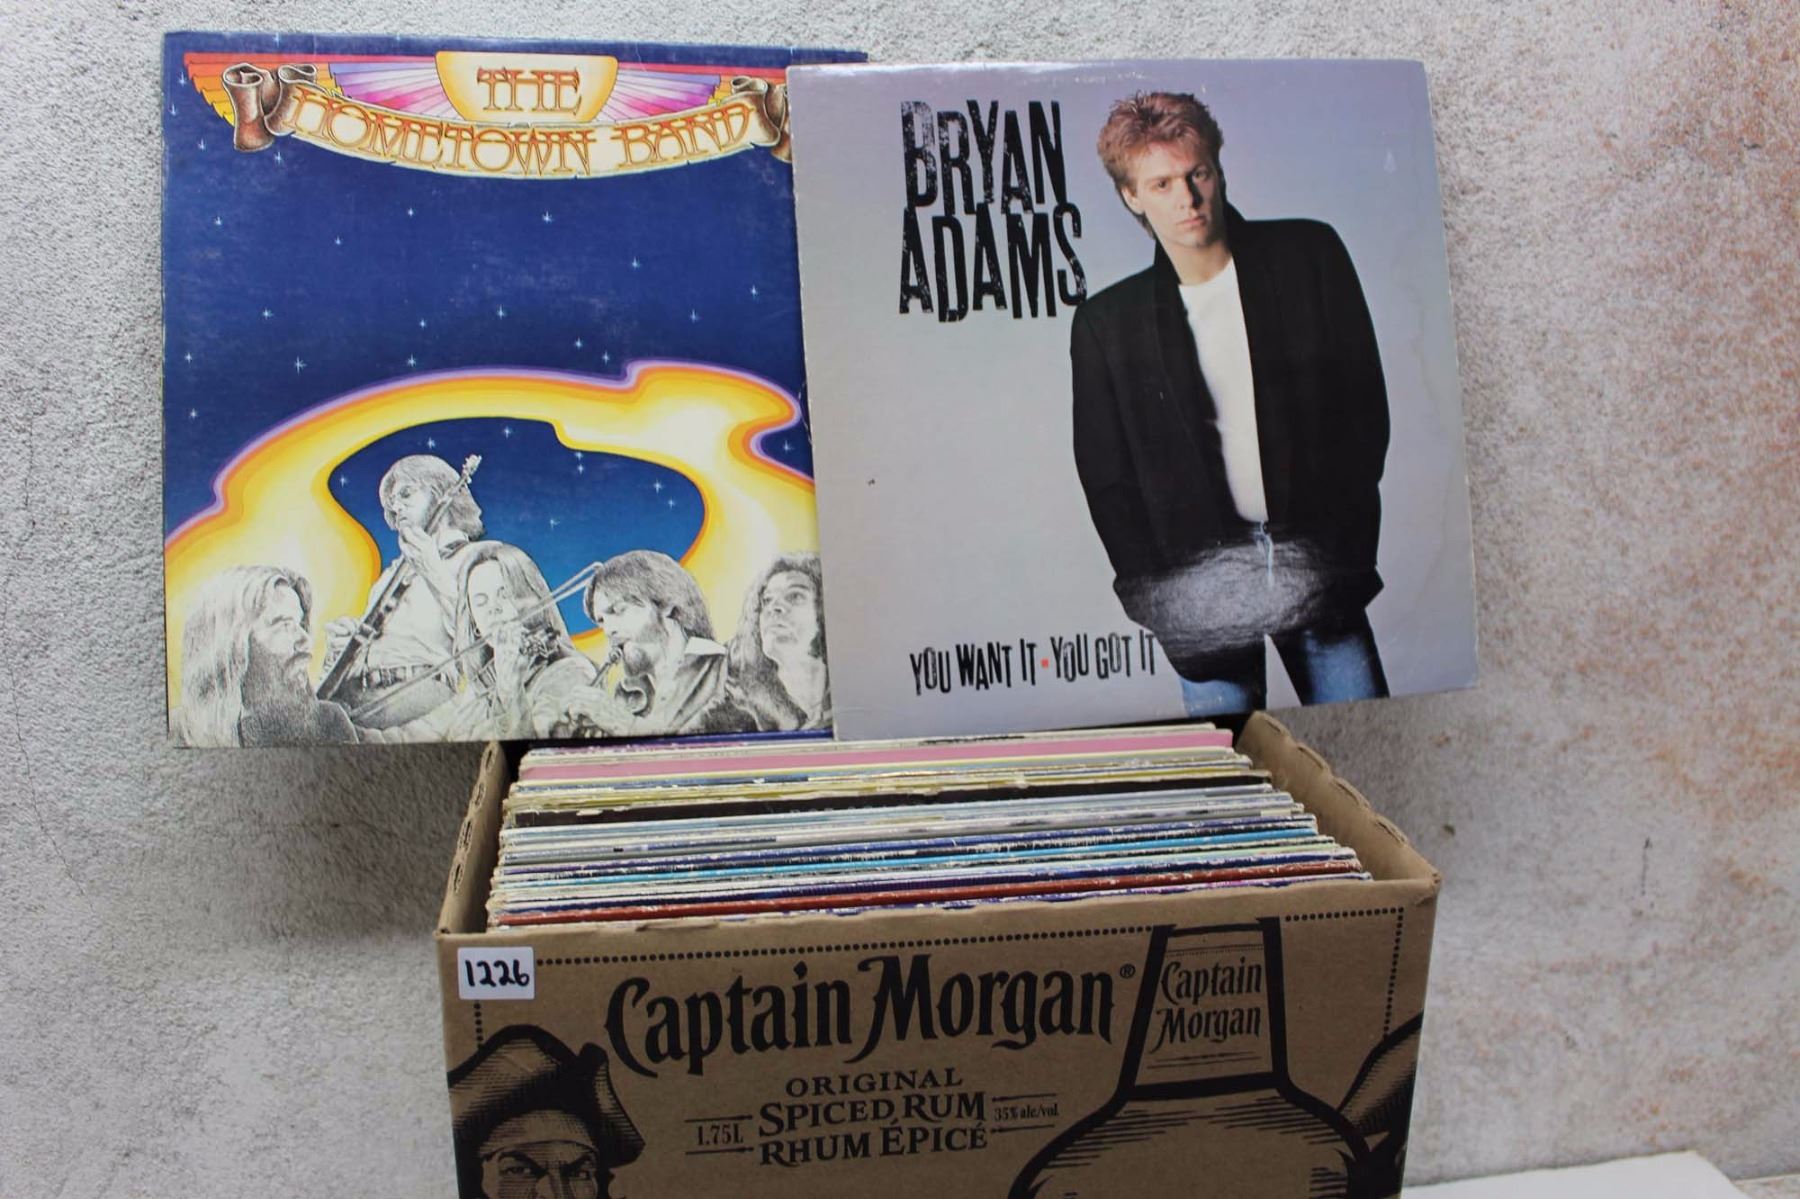 THE
HOMETOWN BAND
BRYAN
ADAMS
YOU WANT IT · YOU GOT IT
1226
Captain Morgan®
ORIGINAL
SPICED RUM
1.75L
35% alc/vol
RHUM ÉPICÉ
Captain
Morgan